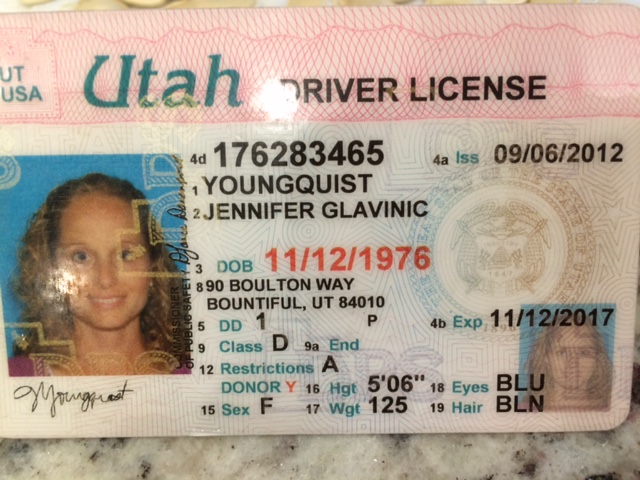 UT
USA
Utah DRIVER LICENSE
4d 176283465 4a Iss 09/06/2012
1 YOUNGQUIST
2 JENNIFER GLAVINIC
3 DOB 11/12/1976
8 90 BOULTON WAY
BOUNTIFUL, UT 84010
5 DD 1 P 4b Exp 11/12/2017
9 Class D 9a End
12 Restrictions A
DONOR Y 16 Hgt 5'06" 18 Eyes BLU
15 Sex F 17 Wgt 125 19 Hair BLN
JYoungquist
OF PUBLIC SAFETY